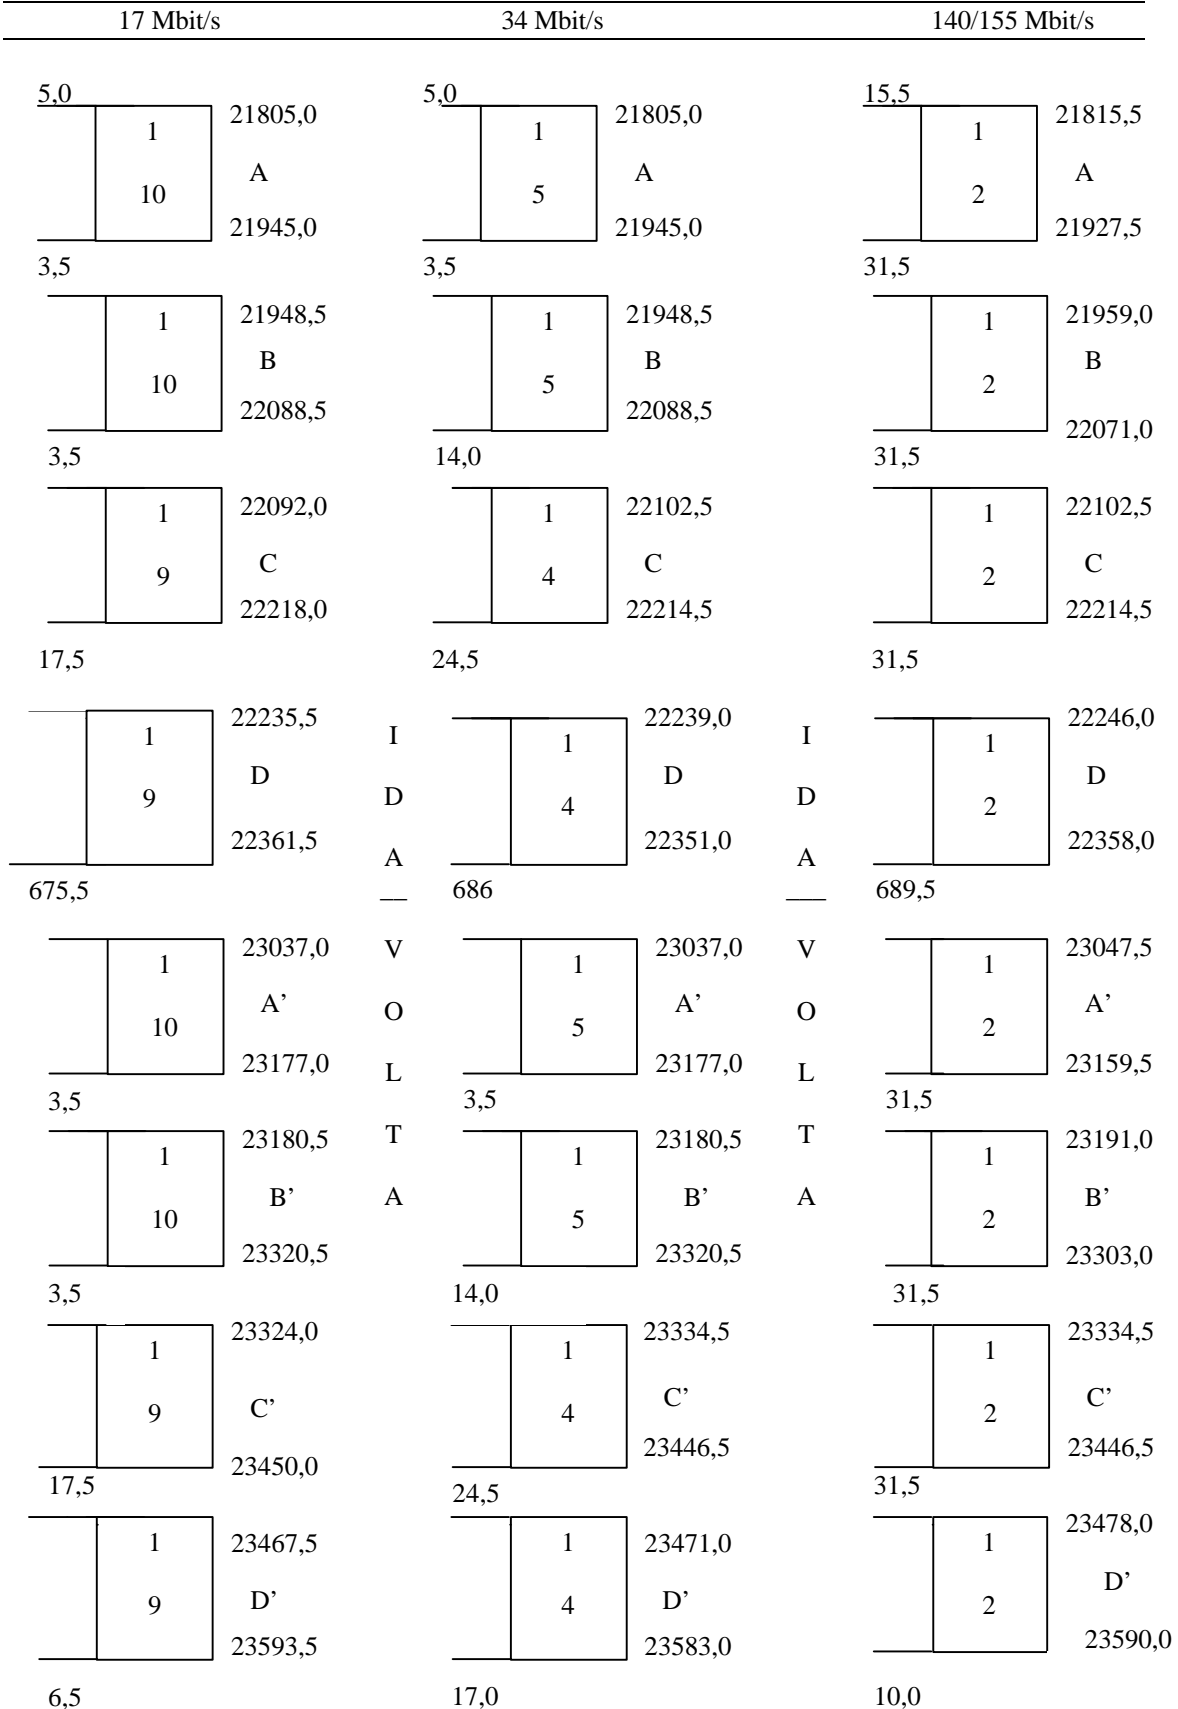 17 Mbit/s 34 Mbit/s 140/155 Mbit/s
5,0 5,0 15,5
1 21805,0 1 21805,0 1 21815,5
A A A
10 5 2
21945,0 21945,0 21927,5
3,5 3,5 31,5
1 21948,5 1 21948,5 1 21959,0
B B B
10 5 2
22088,5 22088,5 22071,0
3,5 14,0 31,5
1 22092,0 1 22102,5 1 22102,5
C C C
9 4 2
22218,0 22214,5 22214,5
17,5 24,5 31,5
1 22235,5 I 1 22239,0 I 1 22246,0
D D D
9 D 4 D 2
22361,5 22351,0 22358,0
A A
675,5 686 689,5
1 23037,0 V 1 23037,0 V 1 23047,5
A’ A’ A’
10 O 5 O 2
23177,0 L 23177,0 L 23159,5
3,5 3,5 31,5
1 23180,5 T 1 23180,5 T 1 23191,0
B’ A B’ A B’
10 5 2
23320,5 23320,5 23303,0
3,5 14,0 31,5
1 23324,0 1 23334,5 1 23334,5
C’ C’ C’
9 4 2
23450,0 23446,5 23446,5
17,5 24,5 31,5
1 23467,5 1 23471,0 1 23478,0
D’ D’ D’
9 4 2
23593,5 23583,0 23590,0
6,5 17,0 10,0